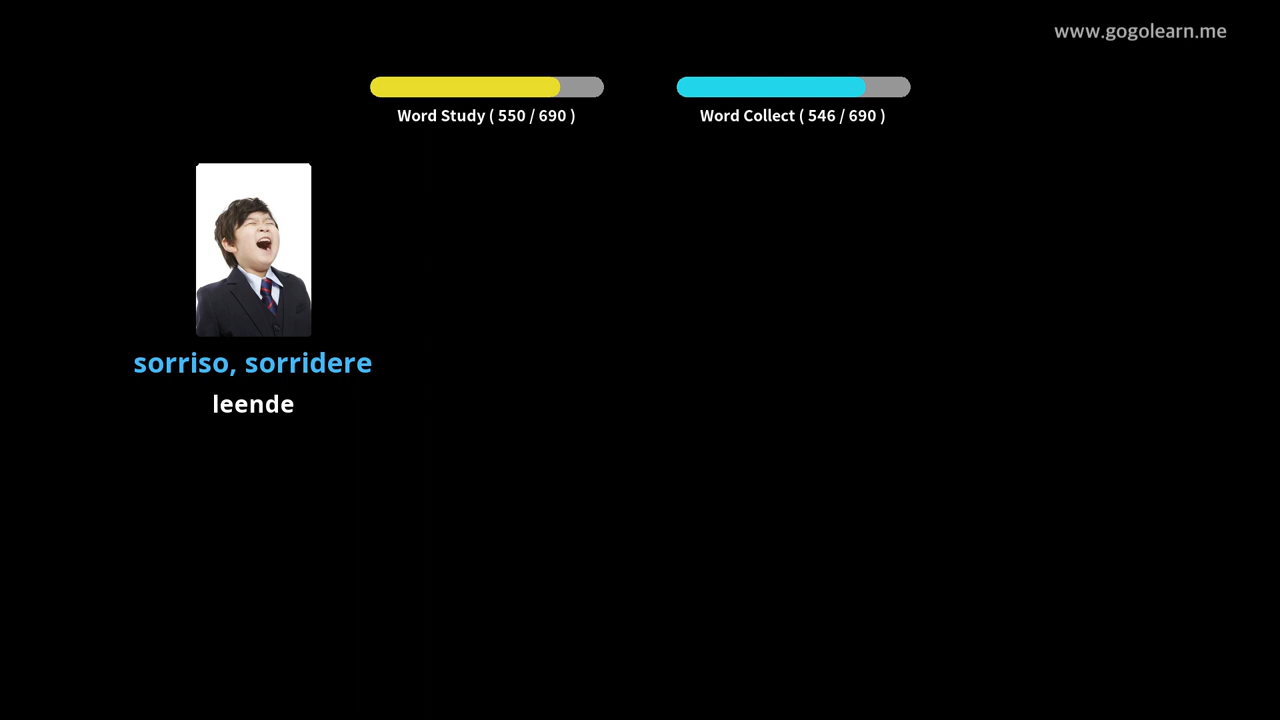 www.gogolearn.me
Word Study ( 550 / 690 )
Word Collect ( 546 / 690 )
sorriso, sorridere
leende